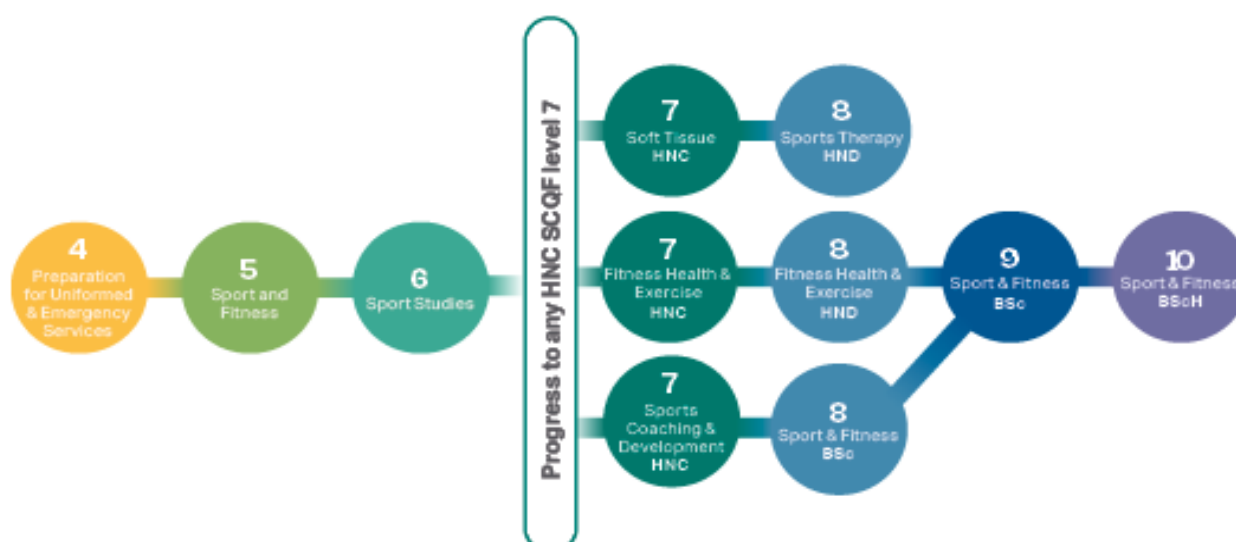 4
Preparation
for Uniformed
& Emergency
Services
5
Sport and
Fitness
6
Sport Studies
Progress to any HNC SCQF level 7
7
Soft Tissue
HNC
8
Sports Therapy
HND
7
Fitness Health &
Exercise
HNC
8
Fitness Health &
Exercise
HND
9
Sport & Fitness
BSc
10
Sport & Fitness
BScH
7
Sports
Coaching &
Development
HNC
8
Sport & Fitness
BSc